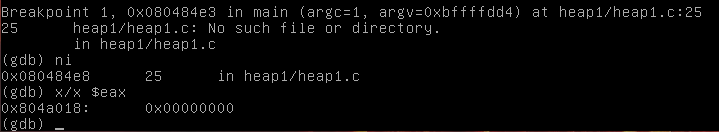 Breakpoint 1, 0x080484e3 in main (argc=1, argv=0xbffffdd4) at heap1/heap1.c:25
25      heap1/heap1.c: No such file or directory.
        in heap1/heap1.c
(gdb) ni
0x080484e8      25      in heap1/heap1.c
(gdb) x/x $eax
0x804a018:      0x00000000
(gdb) _